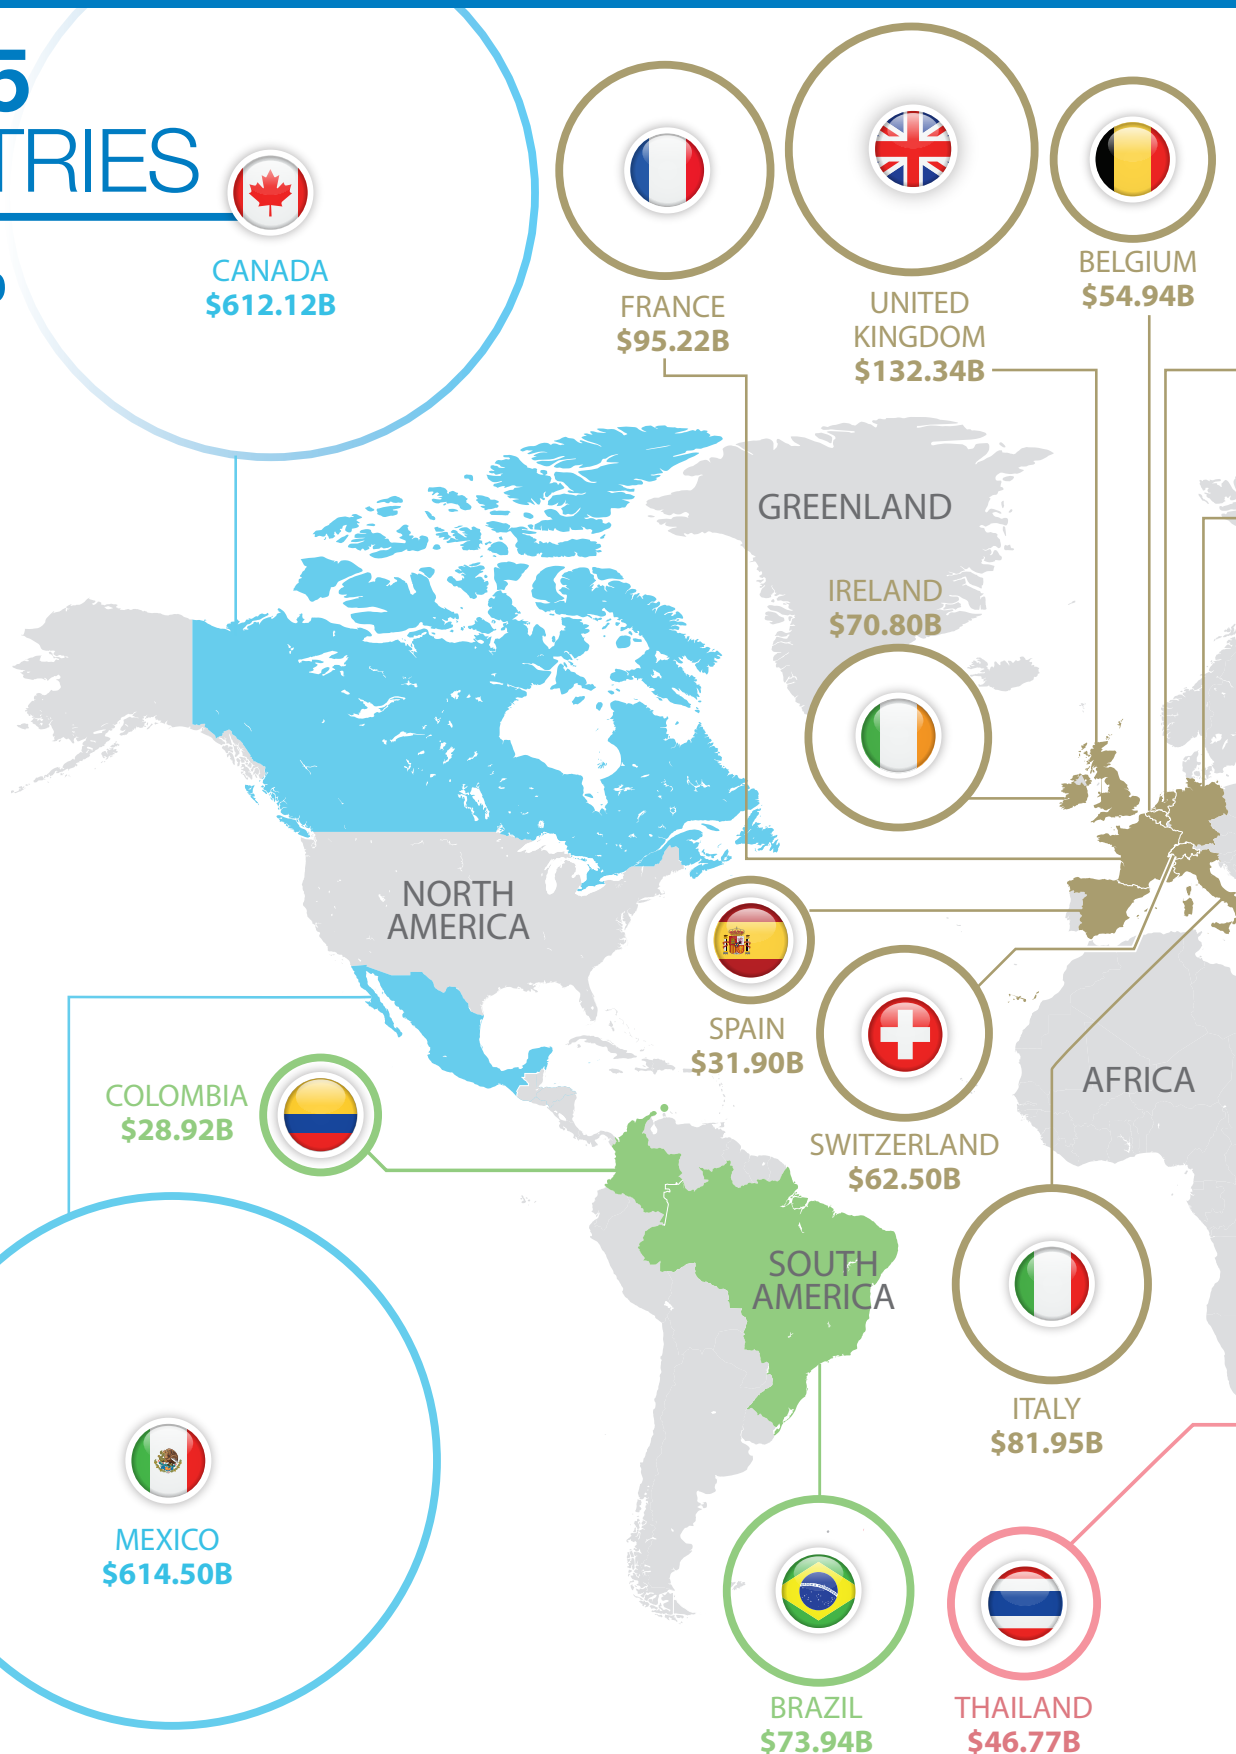 5
TRIES
CANADA
$612.12B
FRANCE
$95.22B
UNITED
KINGDOM
$132.34B
BELGIUM
$54.94B
GREENLAND
IRELAND
$70.80B
NORTH
AMERICA
SPAIN
$31.90B
SWITZERLAND
$62.50B
AFRICA
COLOMBIA
$28.92B
SOUTH
AMERICA
ITALY
$81.95B
MEXICO
$614.50B
BRAZIL
$73.94B
THAILAND
$46.77B